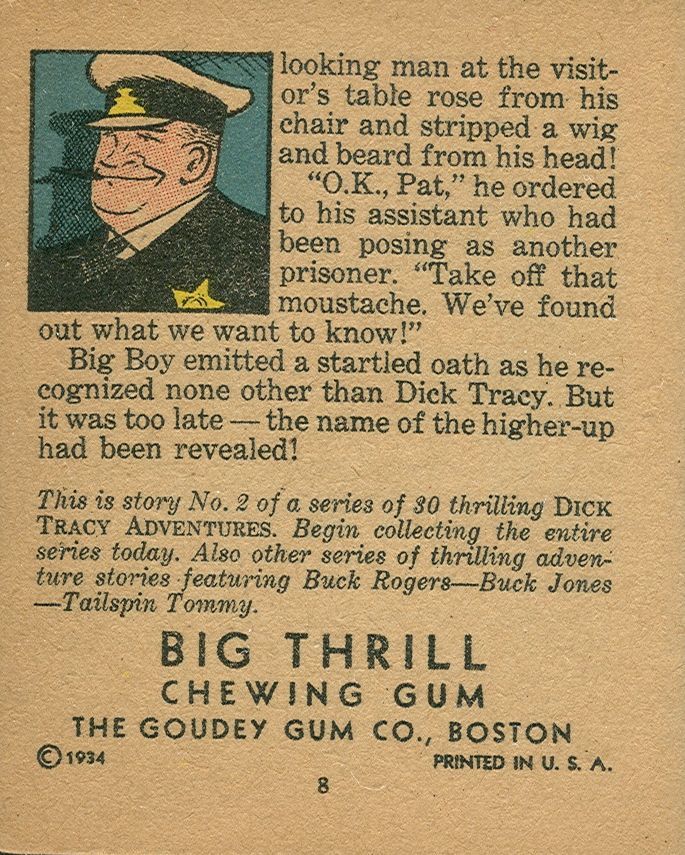 looking man at the visit-
or's table rose from his
chair and stripped a wig
and beard from his head!
"O.K., Pat," he ordered
to his assistant who had
been posing as another
prisoner. "Take off that
moustache. We've found
out what we want to know!"
Big Boy emitted a startled oath as he re-
cognized none other than Dick Tracy. But
it was too late — the name of the higher-up
had been revealed!
This is story No. 2 of a series of 30 thrilling DICK
TRACY ADVENTURES. Begin collecting the entire
series today. Also other series of thrilling adven-
ture stories featuring Buck Rogers—Buck Jones
—Tailspin Tommy.
BIG THRILL
CHEWING GUM
THE GOUDEY GUM CO., BOSTON
© 1934 PRINTED IN U. S. A.
8